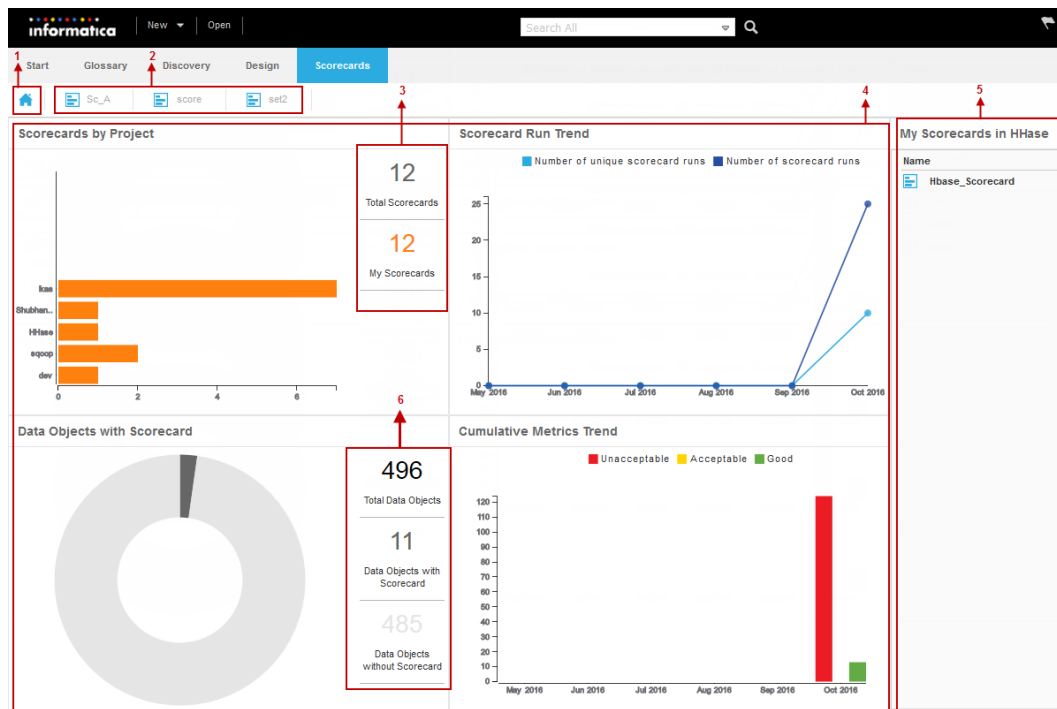 informatica New Open Search All
1 2
Start Glossary Discovery Design Scorecards
3 4 5
Sc_A score set2
Scorecards by Project
12
Total Scorecards
12
My Scorecards
Ikas
Shubhan...
HHase
sqoop
dev
0 2 4 6
Scorecard Run Trend
Number of unique scorecard runs Number of scorecard runs
25
20
15
10
5
0
May 2016 Jun 2016 Jul 2016 Aug 2016 Sep 2016 Oct 2016
My Scorecards in HHase
Name
Hbase_Scorecard
6
Data Objects with Scorecard
496
Total Data Objects
11
Data Objects with
Scorecard
485
Data Objects
without Scorecard
Cumulative Metrics Trend
Unacceptable Acceptable Good
120
110
100
90
80
70
60
50
40
30
20
10
0
May 2016 Jun 2016 Jul 2016 Aug 2016 Sep 2016 Oct 2016